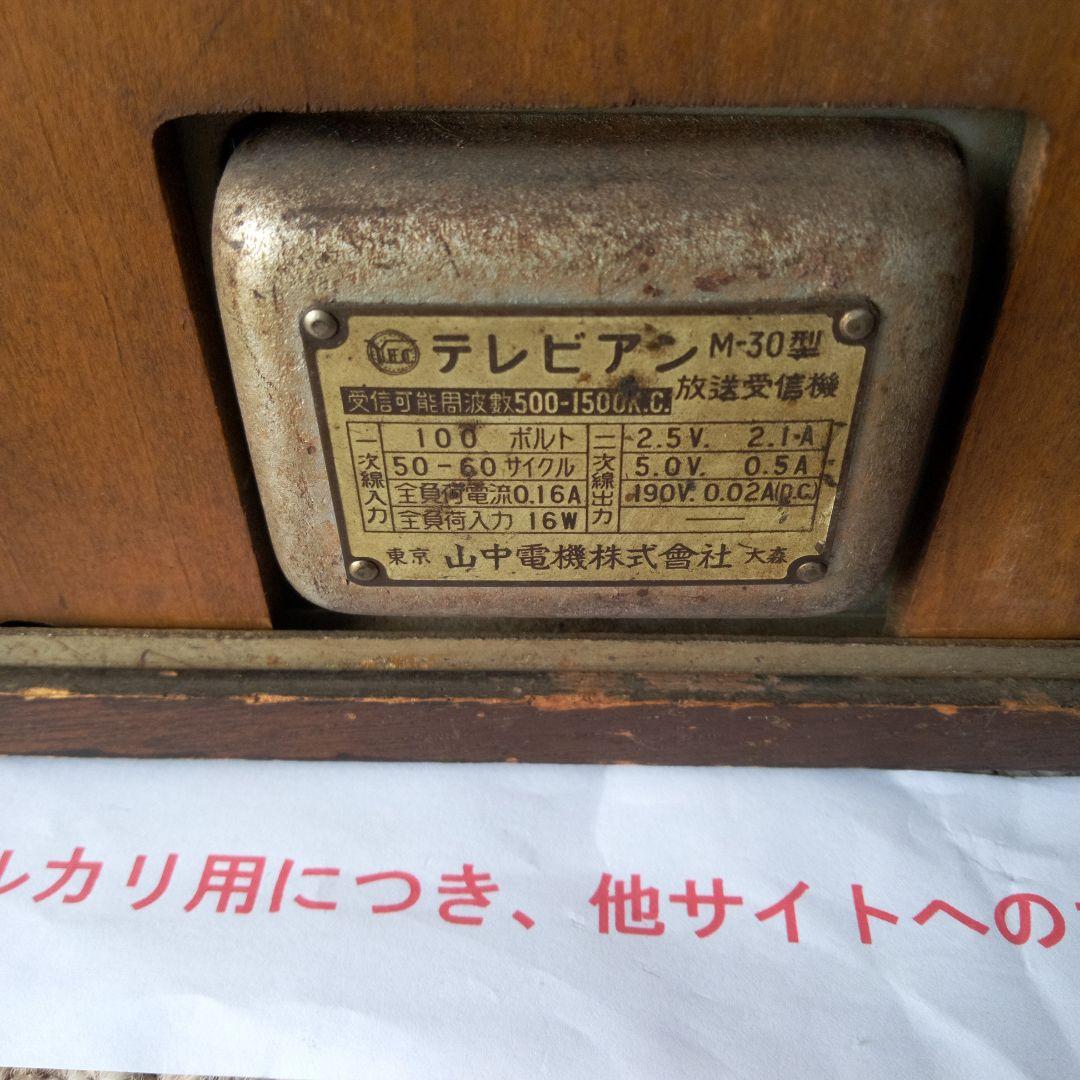 テレビアン M-30型
放送受信機
受信可能周波數500-1500K.C.
一次線入力
100 ボルト
50-60サイクル
全負荷電流0.16A
全負荷入力 16W
二次線出力
2.5V. 2.1A
5.0V. 0.5A
190V. 0.02A(D.C.)
東京 山中電機株式會社 大森
ルカリ用につき、他サイトへの